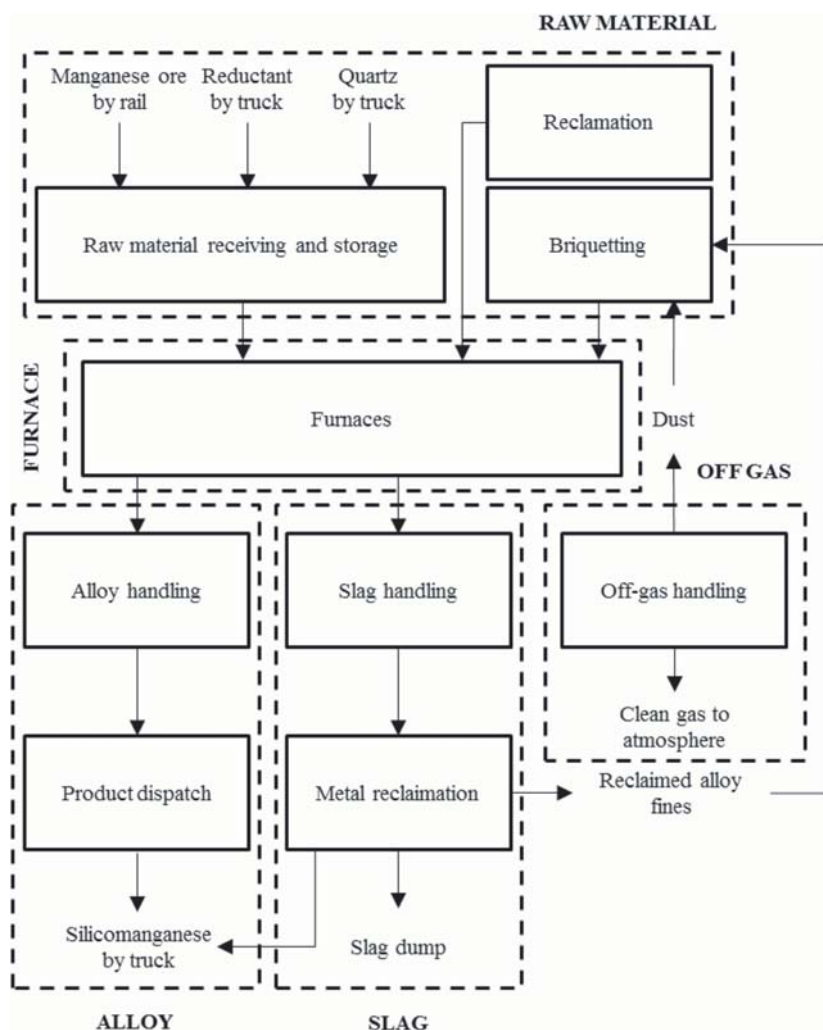 RAW MATERIAL
Manganese ore
by rail
Reductant
by truck
Quartz
by truck
Reclamation
Raw material receiving and storage
Briquetting
FURNACE
Furnaces
Dust
OFF GAS
Alloy handling
Slag handling
Off-gas handling
Clean gas to
atmosphere
Product dispatch
Metal reclaimation
Reclaimed alloy
fines
Silicomanganese
by truck
Slag dump
ALLOY
SLAG